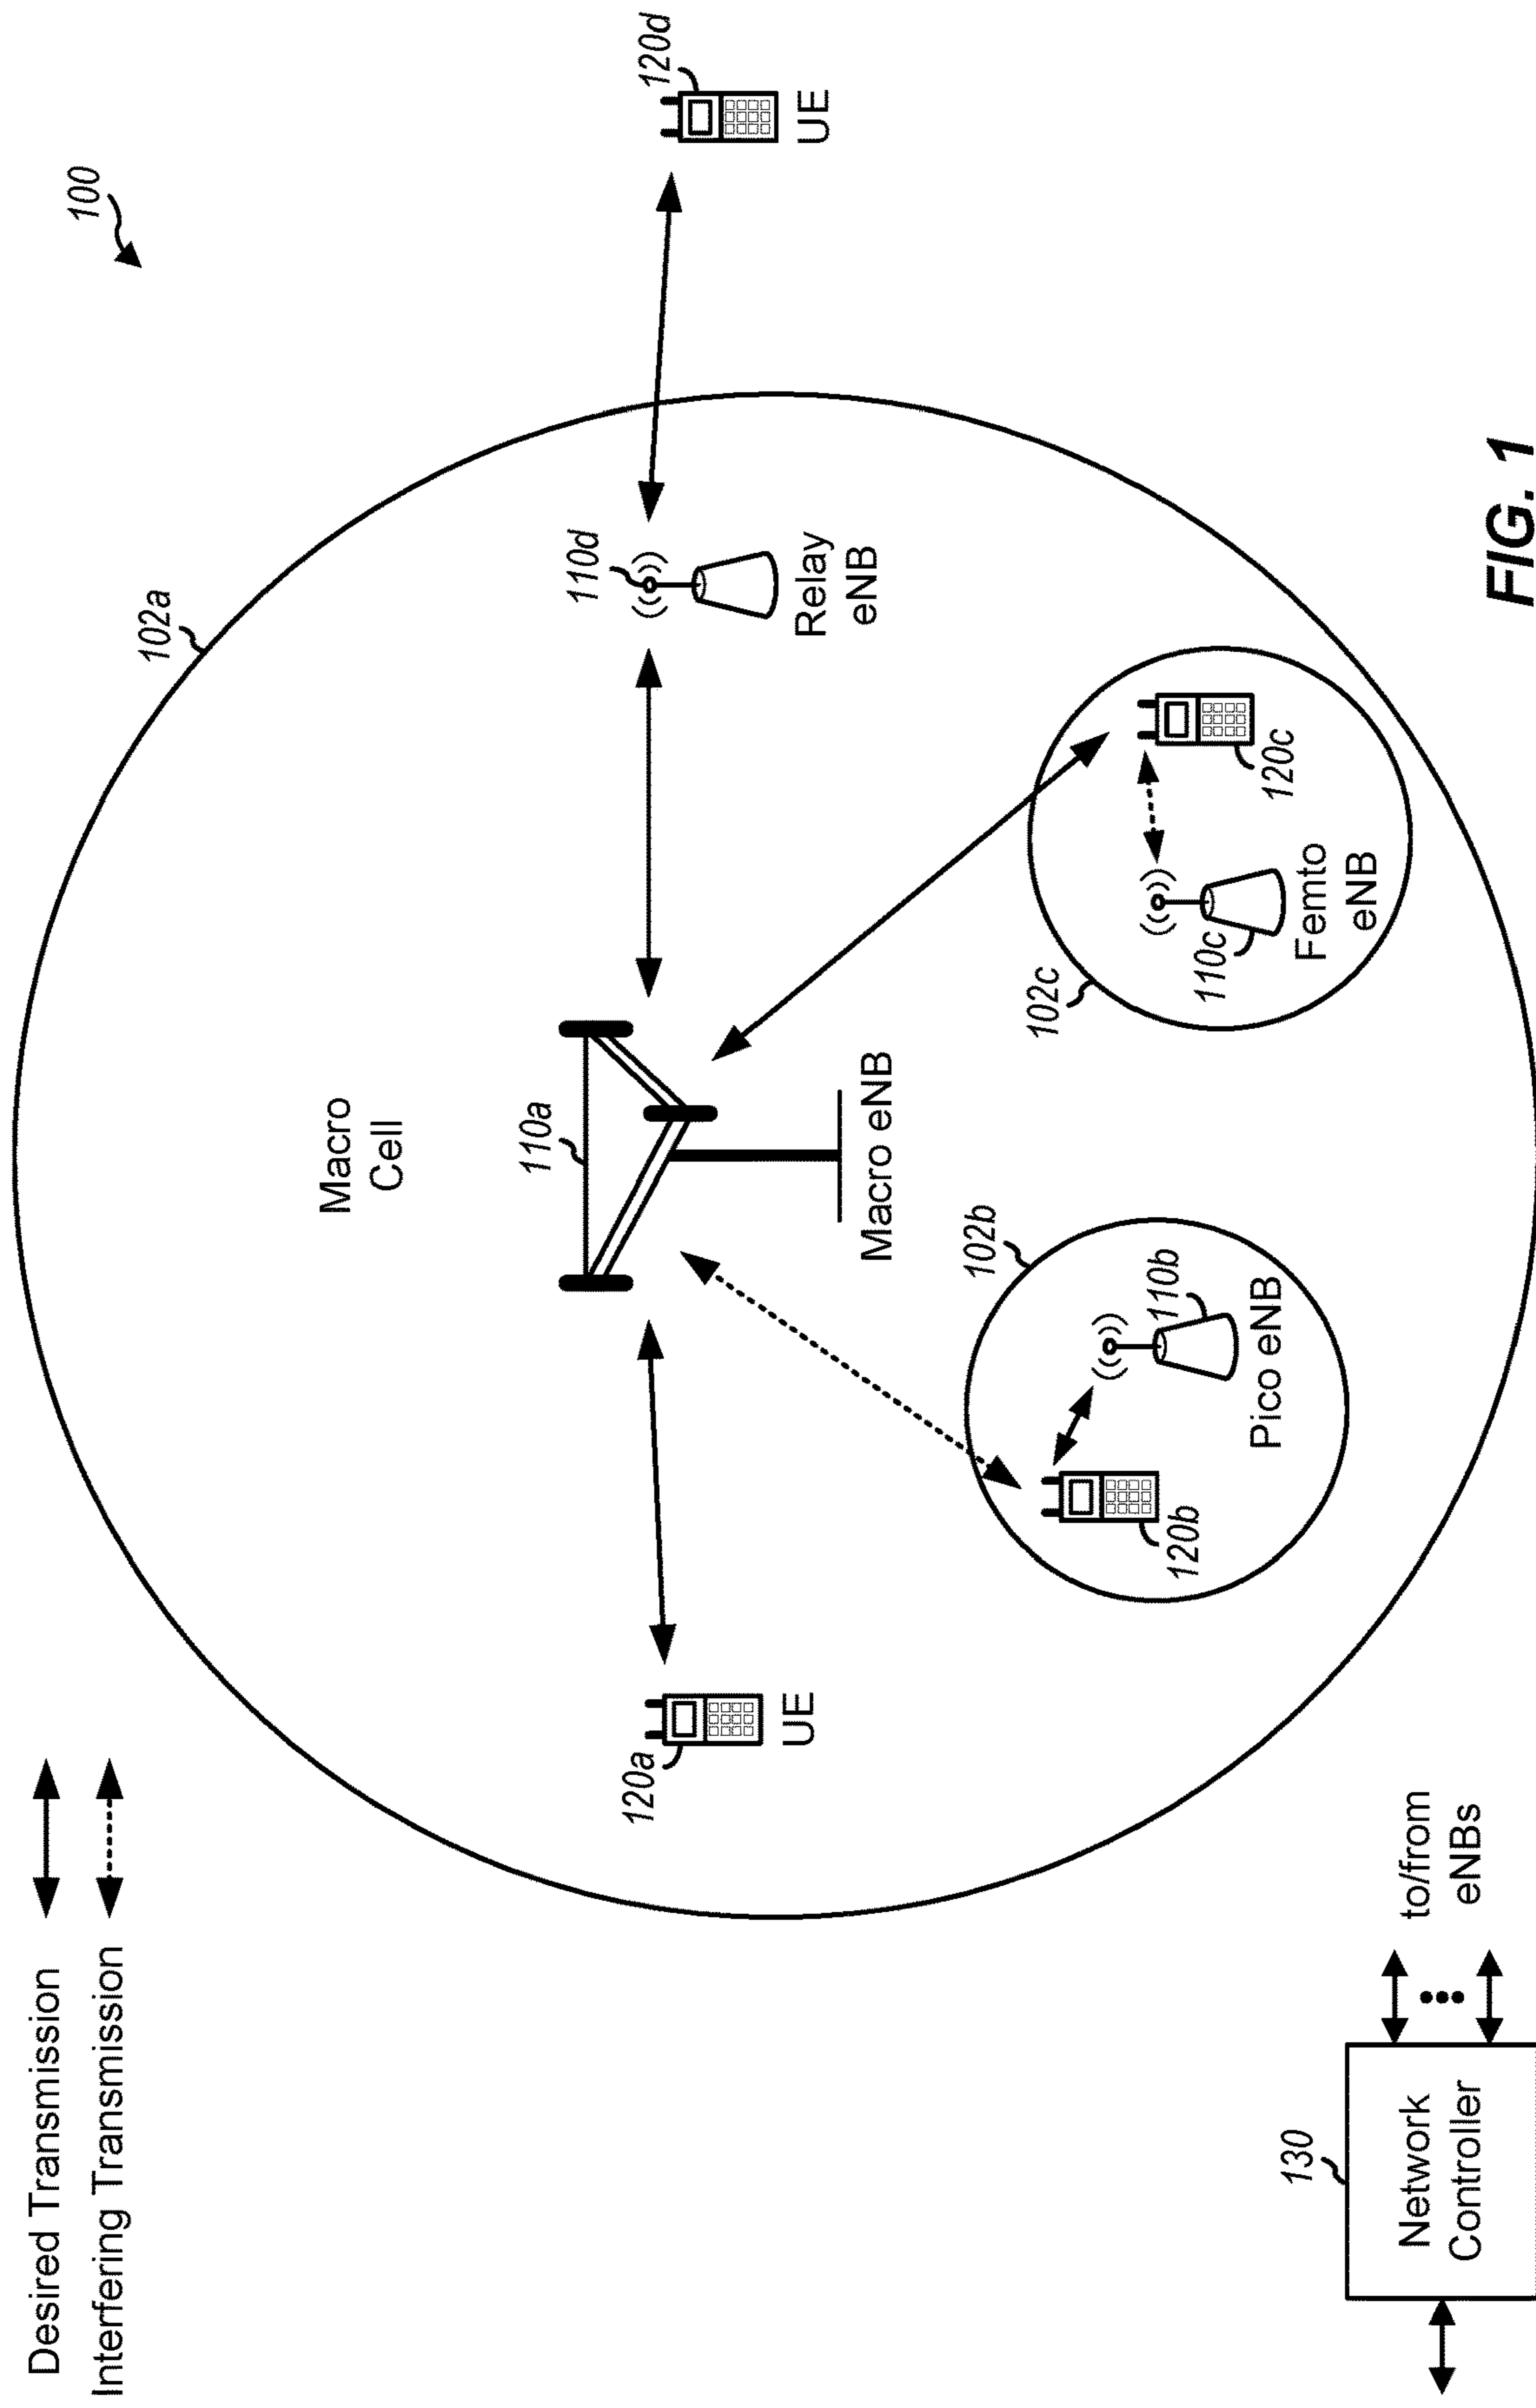 Desired Transmission
Interfering Transmission
100
102a
Macro
Cell
110a
Macro eNB
110d
Relay
eNB
120d
UE
120a
UE
102b
110b
Pico eNB
120b
102c
110c
Femto
eNB
120c
130
Network
Controller
to/from
eNBs
FIG. 1